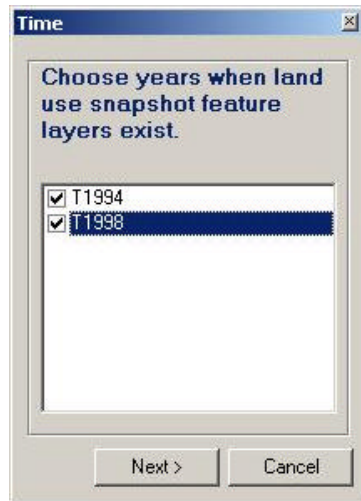 Time
Choose years when land
use snapshot feature
layers exist.
T1994
T1998
Next >
Cancel